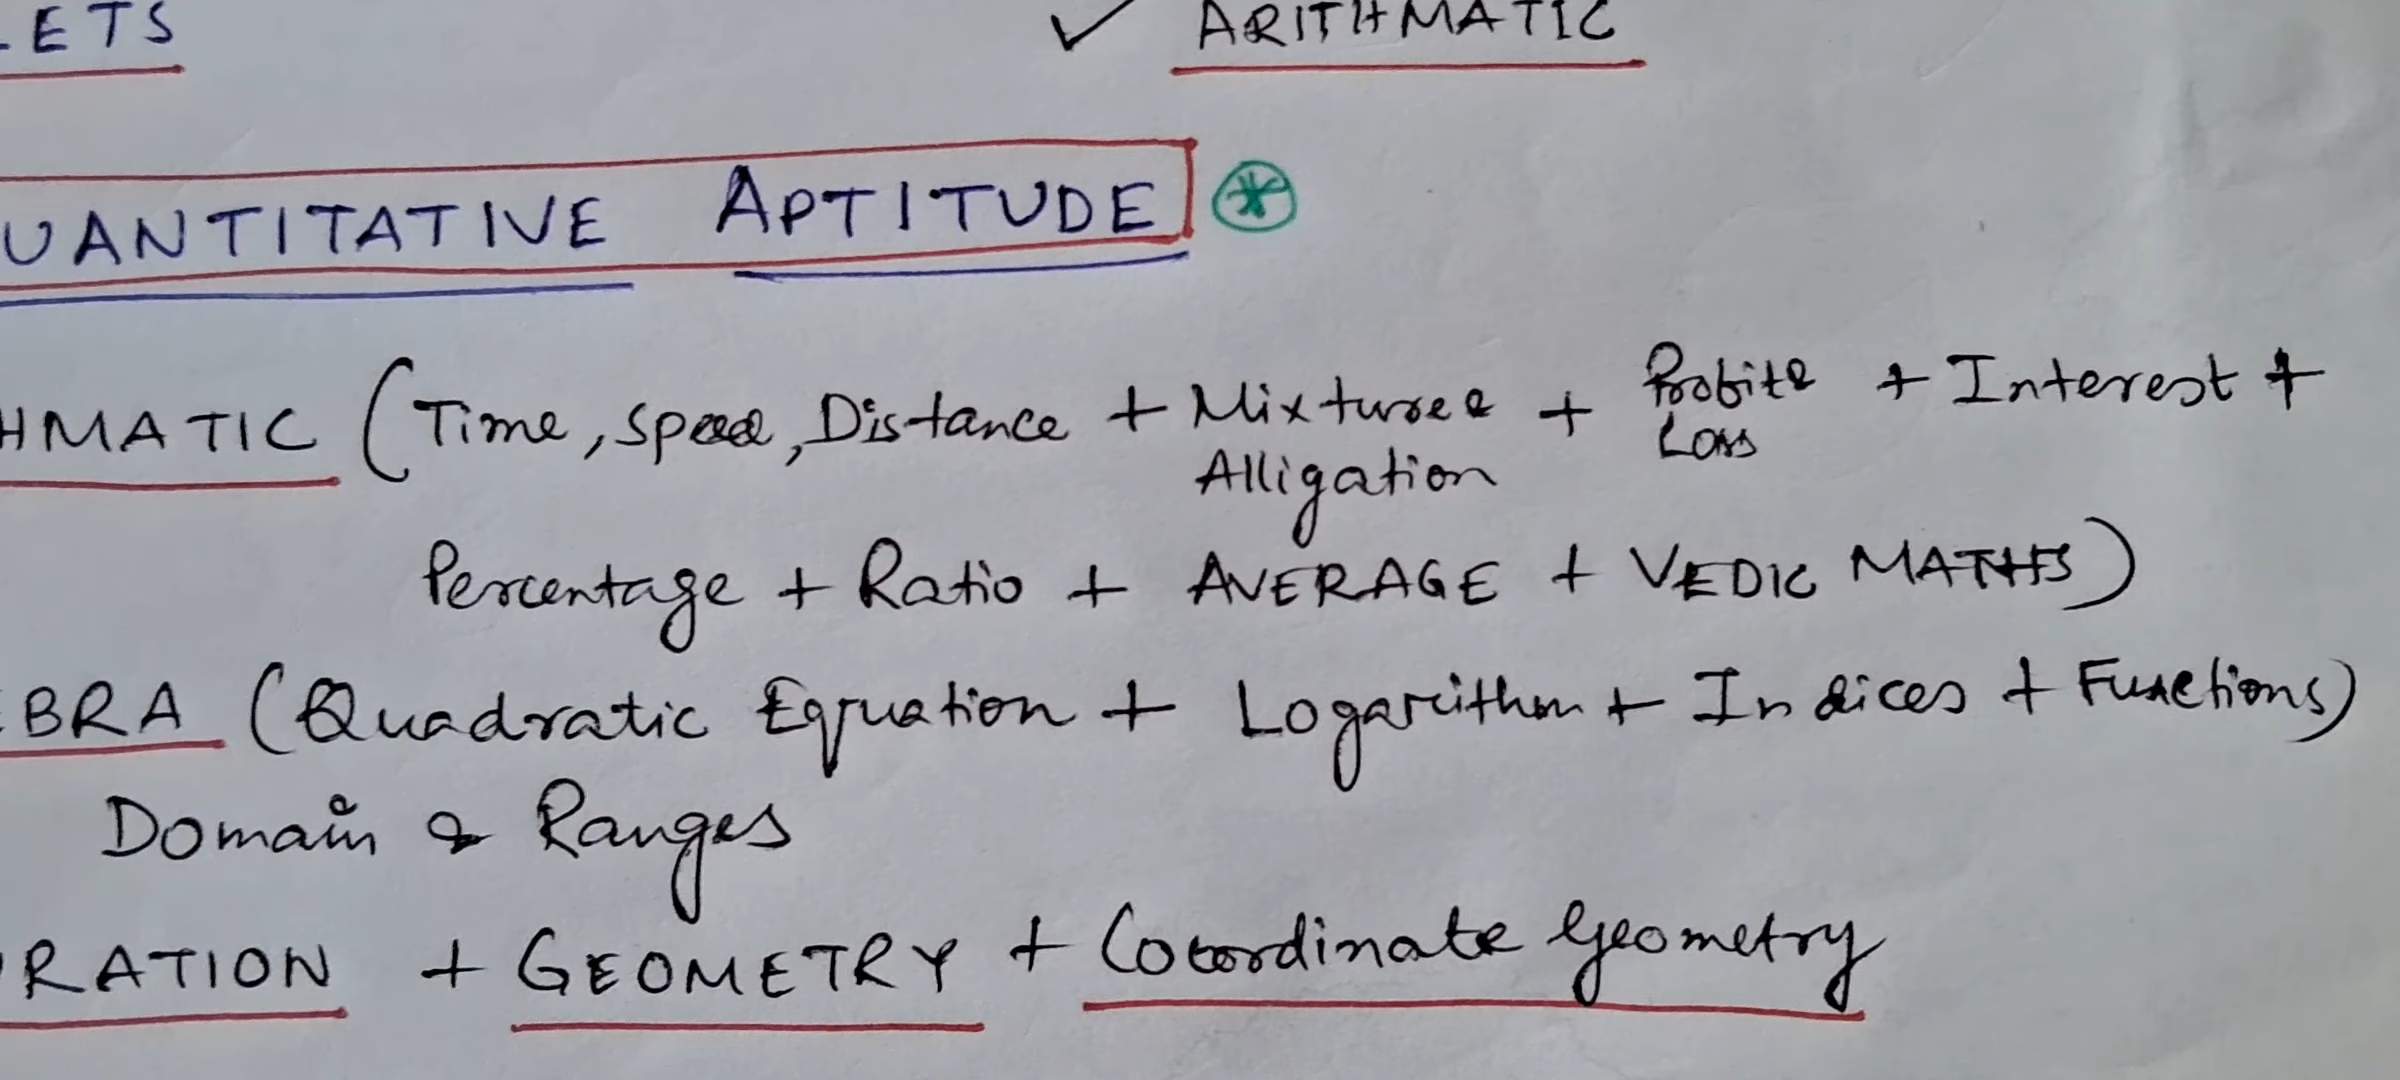 ETS ✓ ARITHMATIC
UANTITATIVE APTITUDE
HMATIC (Time, Speed, Distance + Mixture & + Profit & + Interest +
Alligation Loss
Percentage + Ratio + AVERAGE + VEDIC MATHS)
BRA (Quadratic Equation + Logarithm + Indices + Functions)
Domain & Ranges
RATION + GEOMETRY + Coordinate Geometry